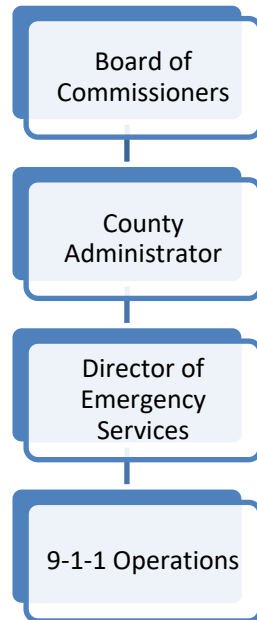 Board of
Commissioners
County
Administrator
Director of
Emergency
Services
9-1-1 Operations